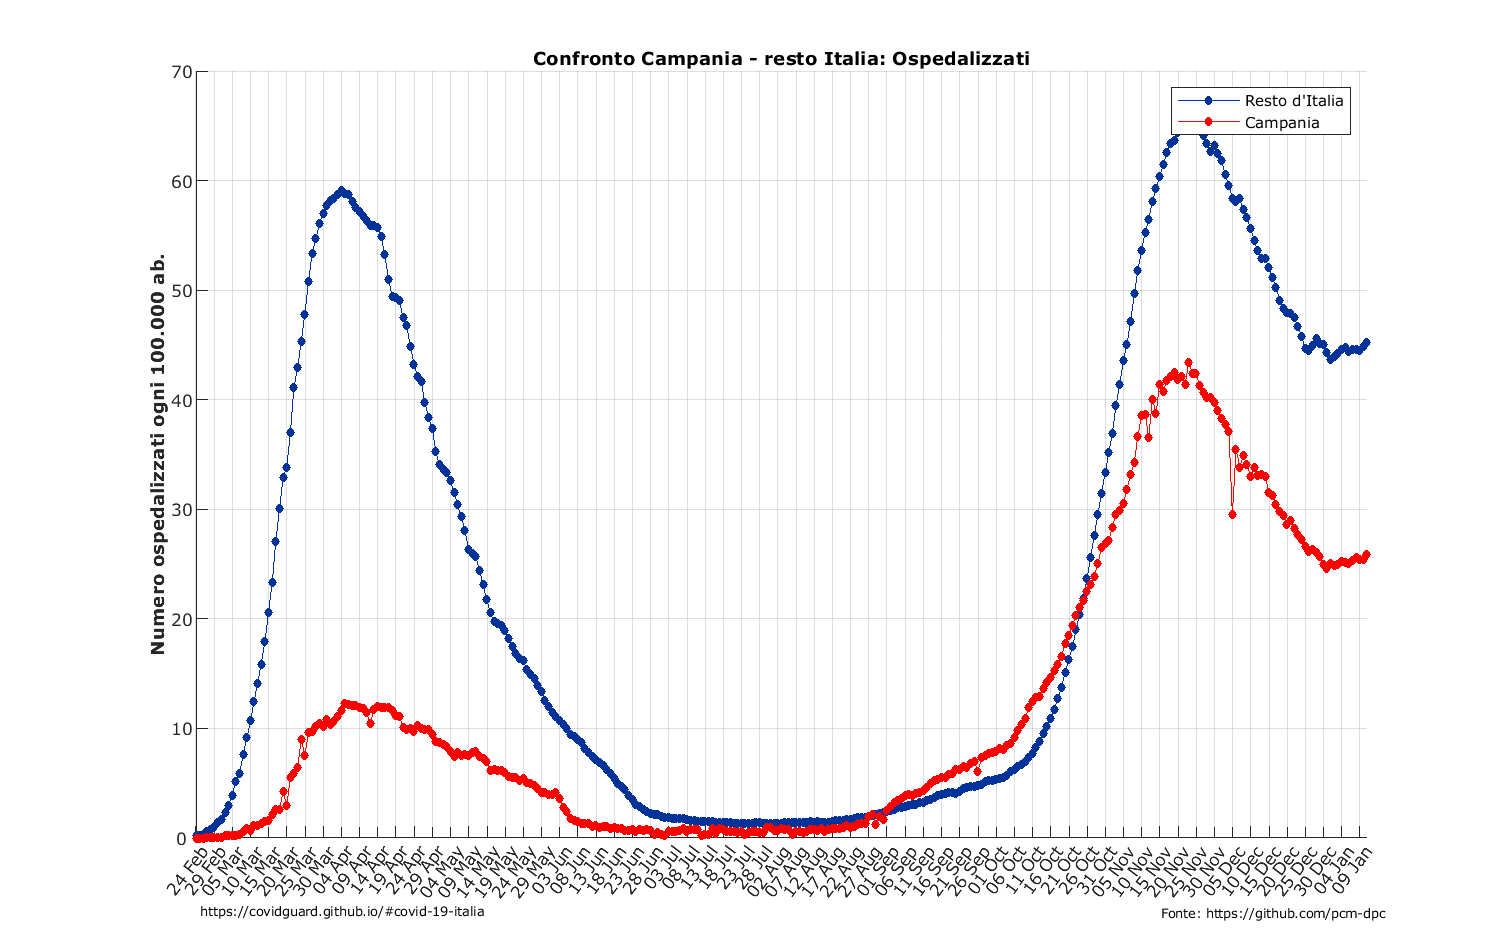 Confronto Campania - resto Italia: Ospedalizzati
Numero ospedalizzati ogni 100.000 ab.
70
60
50
40
30
20
10
0
Resto d'Italia
Campania
24 Feb
29 Feb
05 Mar
10 Mar
15 Mar
20 Mar
25 Mar
30 Mar
04 Apr
09 Apr
14 Apr
19 Apr
24 Apr
29 Apr
04 May
09 May
14 May
19 May
24 May
29 May
03 Jun
08 Jun
13 Jun
18 Jun
23 Jun
28 Jun
03 Jul
08 Jul
13 Jul
18 Jul
23 Jul
28 Jul
02 Aug
07 Aug
12 Aug
17 Aug
22 Aug
27 Aug
01 Sep
06 Sep
11 Sep
16 Sep
21 Sep
26 Sep
01 Oct
06 Oct
11 Oct
16 Oct
21 Oct
26 Oct
31 Oct
05 Nov
10 Nov
15 Nov
20 Nov
25 Nov
30 Nov
05 Dec
10 Dec
15 Dec
20 Dec
25 Dec
30 Dec
04 Jan
09 Jan
https://covidguard.github.io/#covid-19-italia
Fonte: https://github.com/pcm-dpc